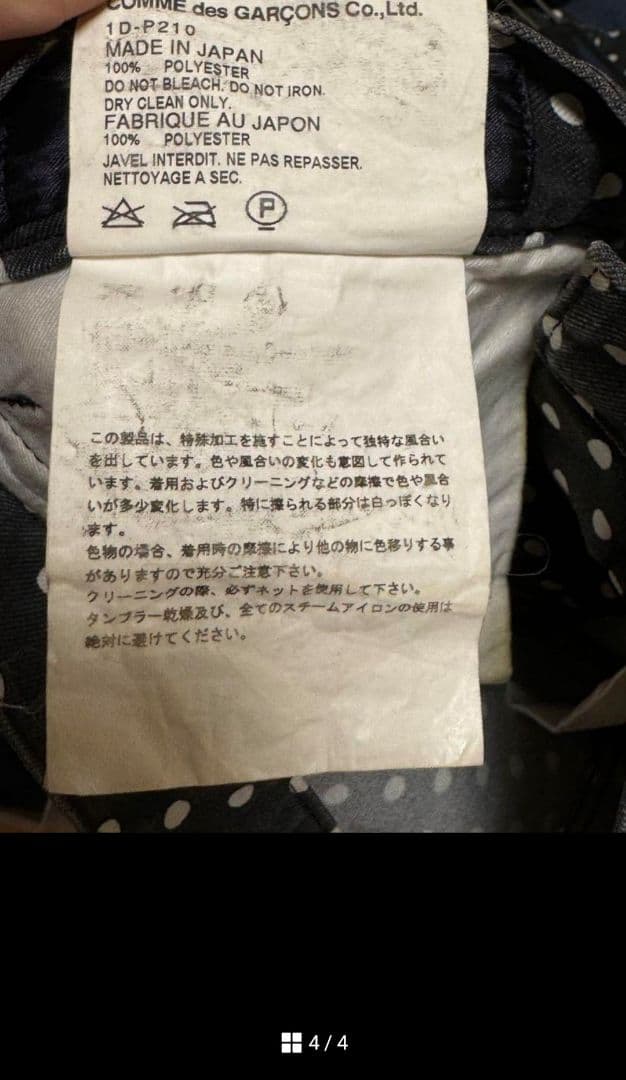 COMME des GARÇONS Co.,Ltd.
1D-P210
MADE IN JAPAN
100% POLYESTER
DO NOT BLEACH. DO NOT IRON.
DRY CLEAN ONLY.
FABRIQUE AU JAPON
100% POLYESTER
JAVEL INTERDIT. NE PAS REPASSER.
NETTOYAGE A SEC.
P
この製品は、特殊加工を施すことによって独特な風合い
を出しています。色や風合いの変化も意図して作られて
います。着用およびクリーニングなどの摩擦で色や風合
いが多少変化します。特に擦られる部分は白っぽくなり
ます。
色物の場合、着用時の摩擦により他の物に色移りする事
がありますので充分ご注意下さい。
クリーニングの際、必ずネットを使用して下さい。
タンブラー乾燥及び、全てのスチームアイロンの使用は
絶対に避けてください。
4/4